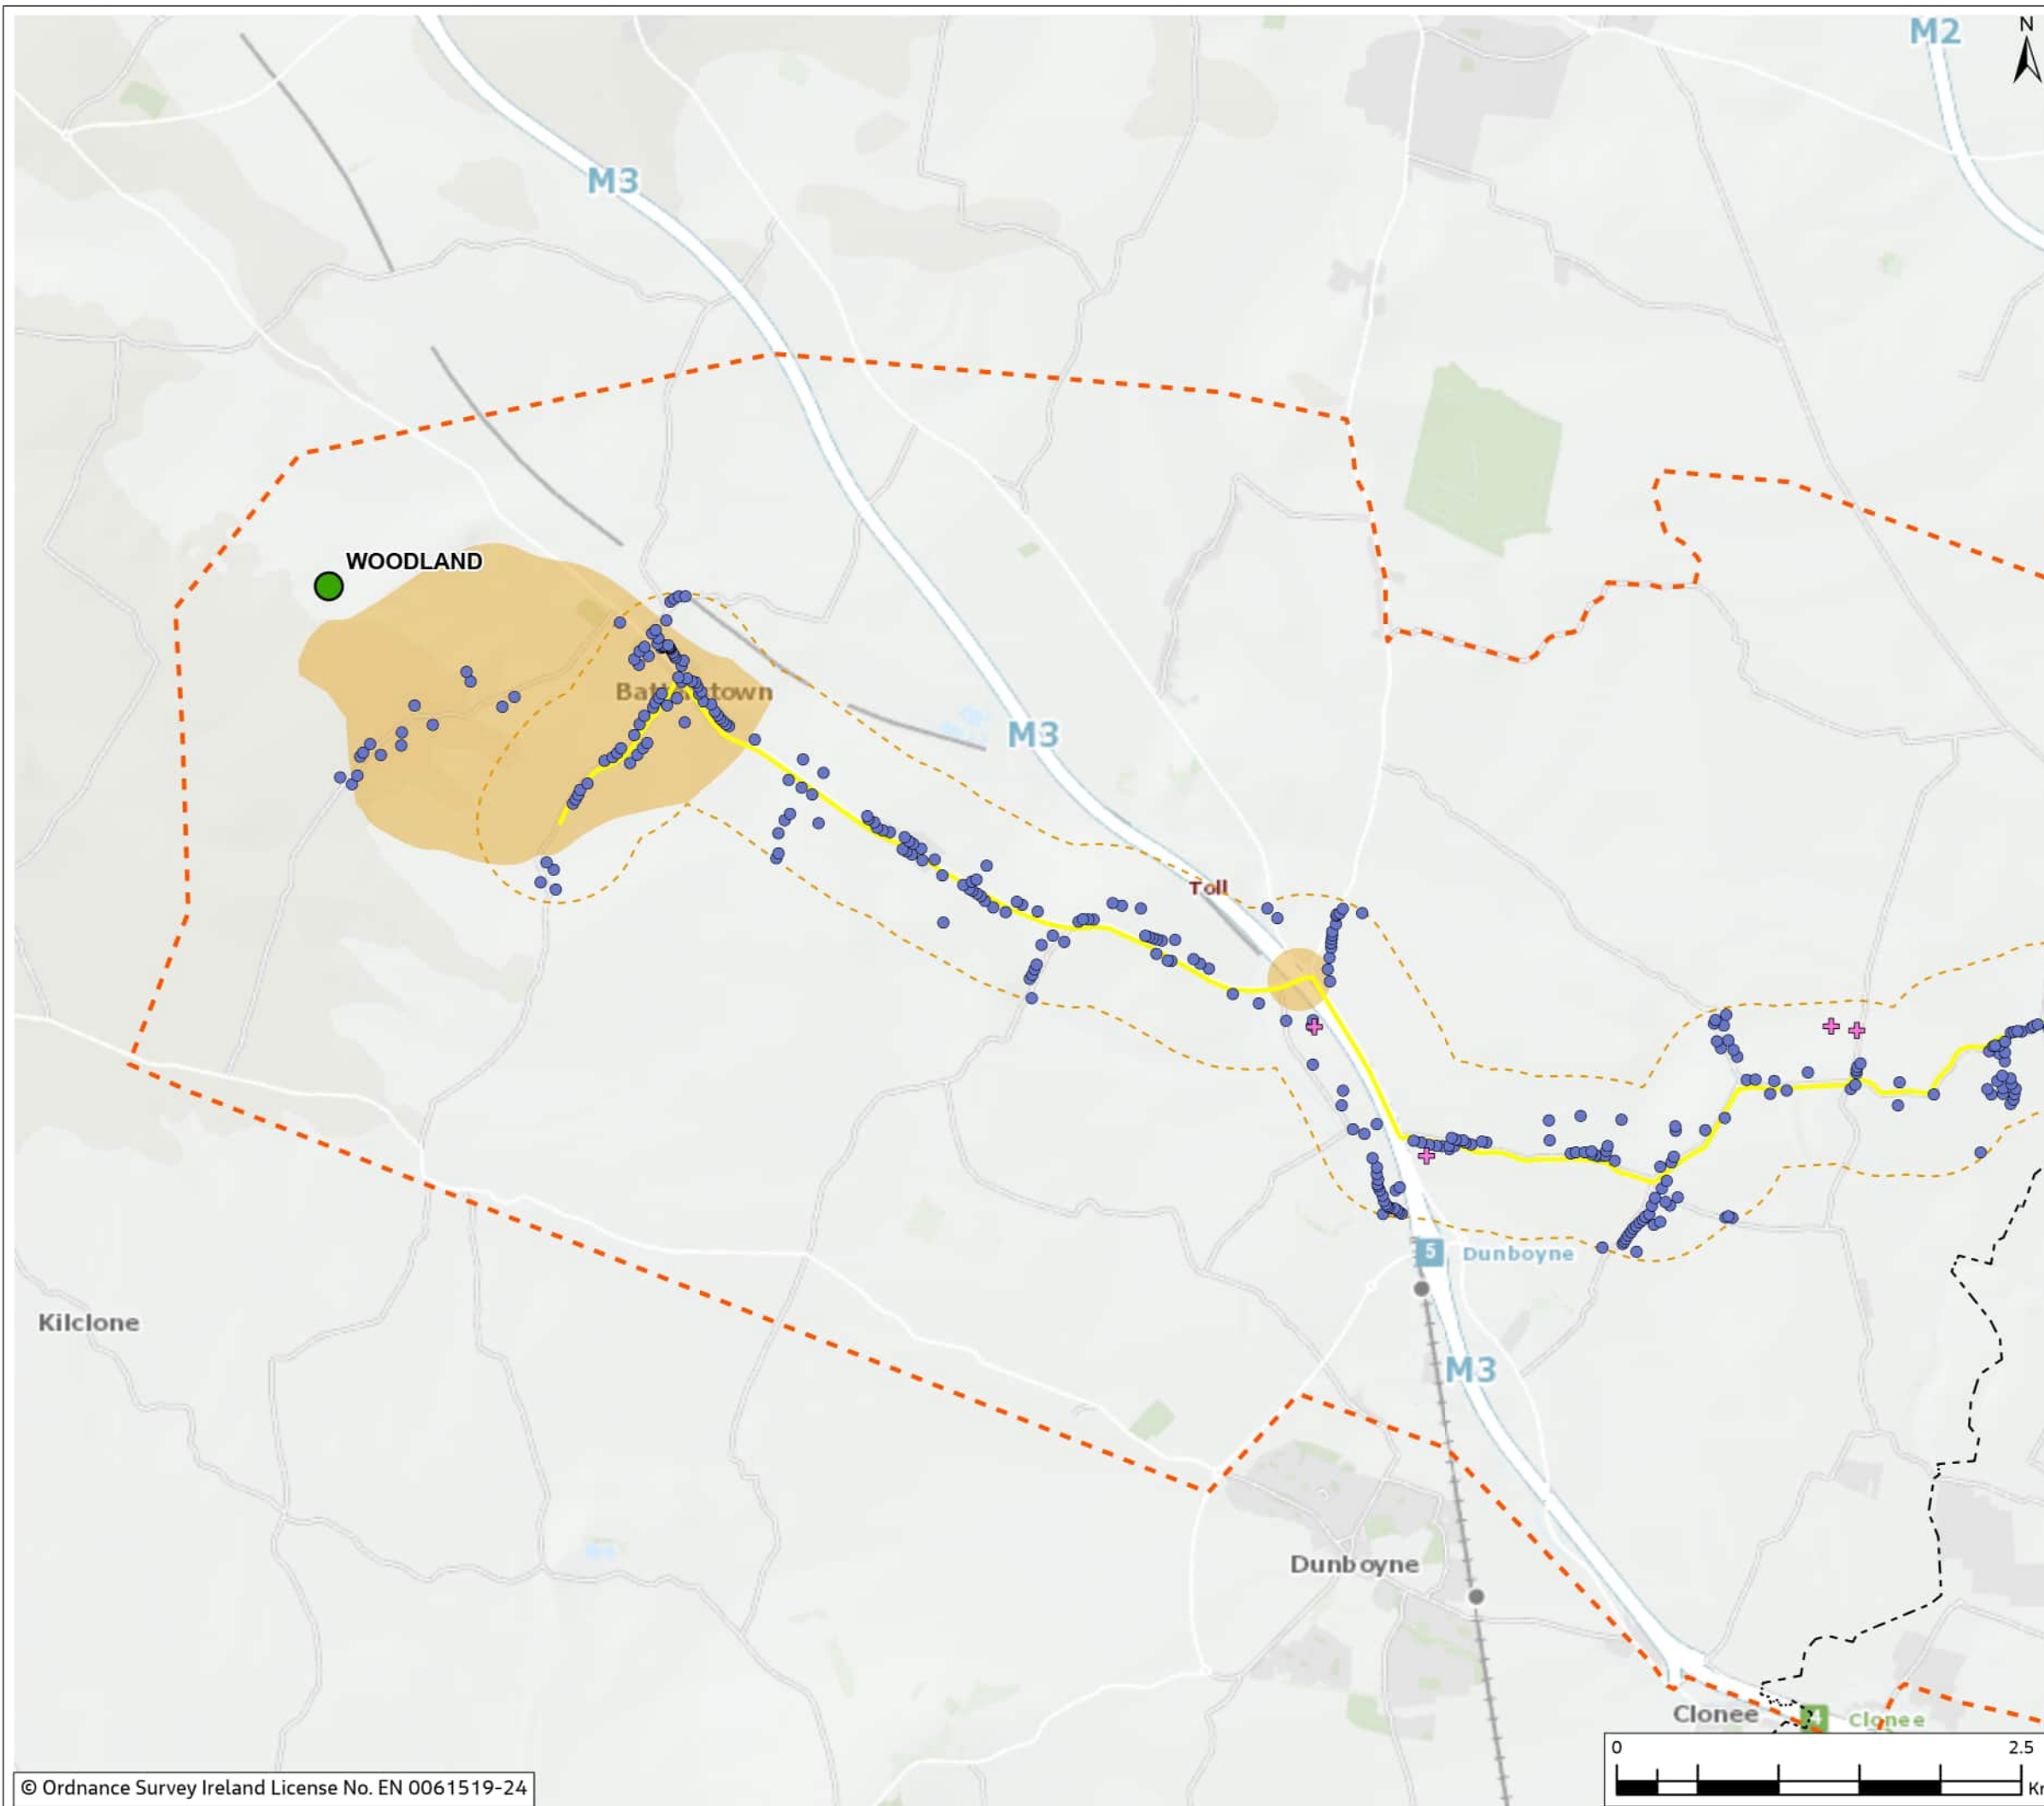 M2
N
M3
WOODLAND
M3
Toll
5 Dunboyne
Kilclone
M3
Dunboyne
Clonee
4 Clonee
0 2.5
© Ordnance Survey Ireland License No. EN 0061519-24